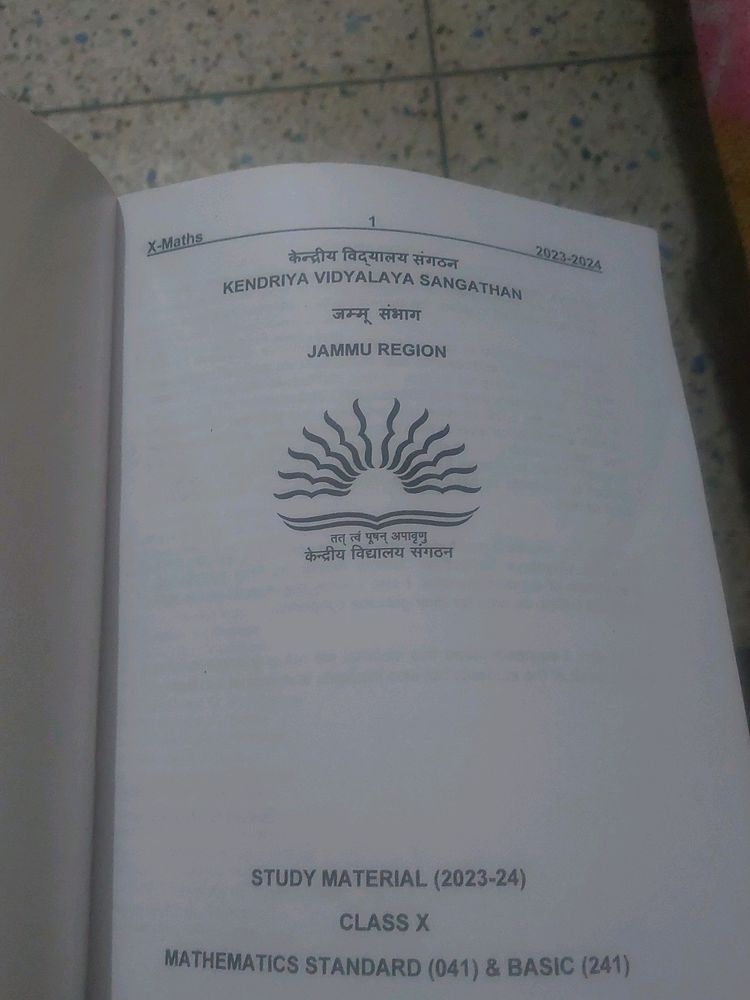 X-Maths 1 2023-2024
केन्द्रीय विद्यालय संगठन
KENDRIYA VIDYALAYA SANGATHAN
जम्मू संभाग
JAMMU REGION
तत् त्वं पूषन् अपावृणु
केन्द्रीय विद्यालय संगठन
STUDY MATERIAL (2023-24)
CLASS X
MATHEMATICS STANDARD (041) & BASIC (241)